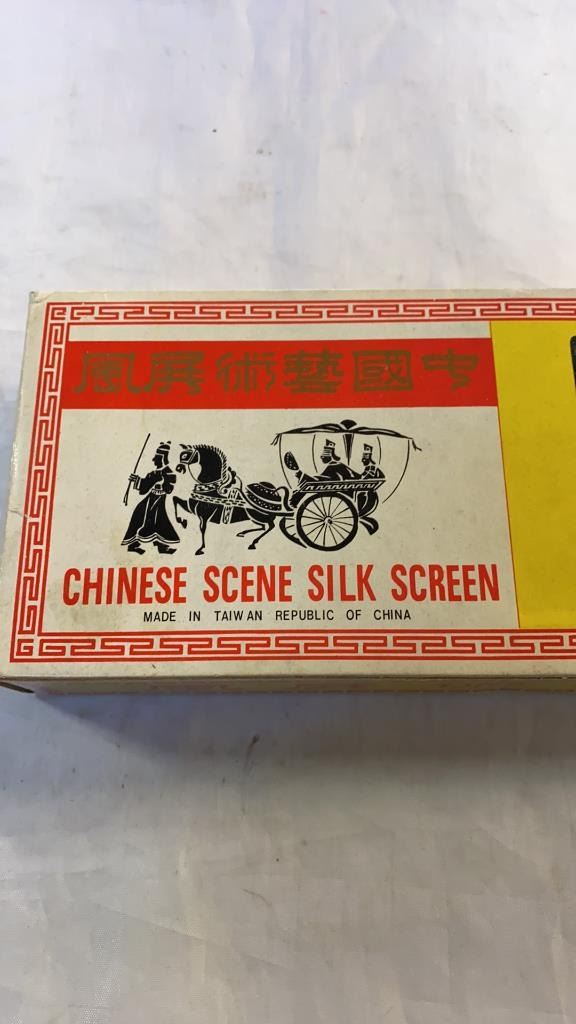 中國藝術屏風
CHINESE SCENE SILK SCREEN
MADE IN TAIWAN REPUBLIC OF CHINA